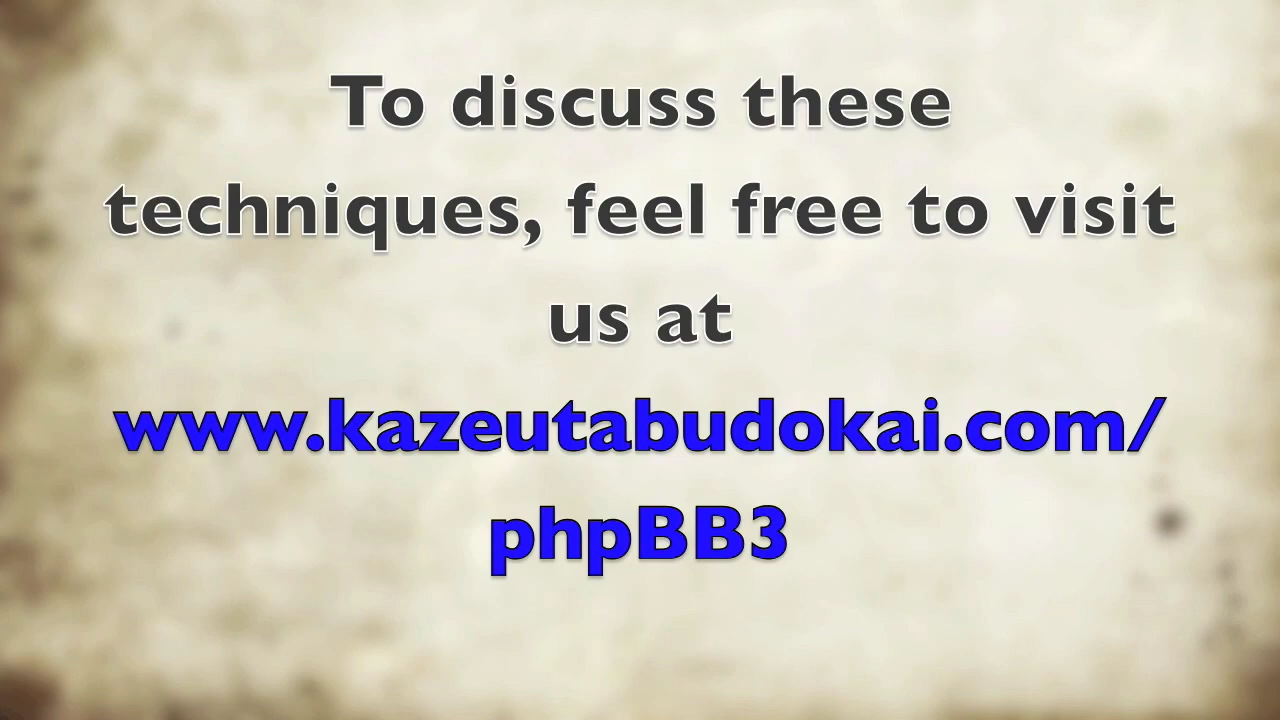 To discuss these
techniques, feel free to visit
us at
www.kazeutabudokai.com/
phpBB3